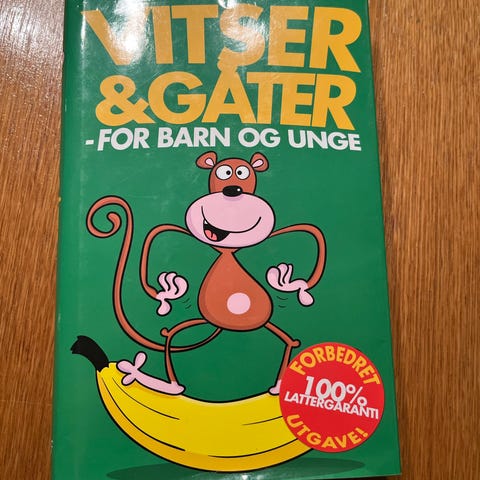 VITSER
&GÅTER
-FOR BARN OG UNGE
FORBEDRET
100%
LATTERGARANTI
UTGAVE!